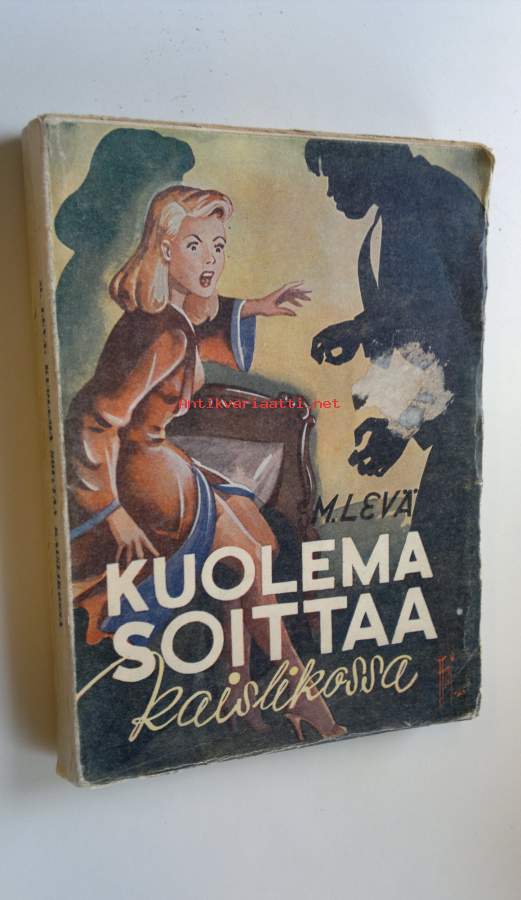 antikvariaatti.net
M. LEVÄ
KUOLEMA
SOITTAA
kaislikossa